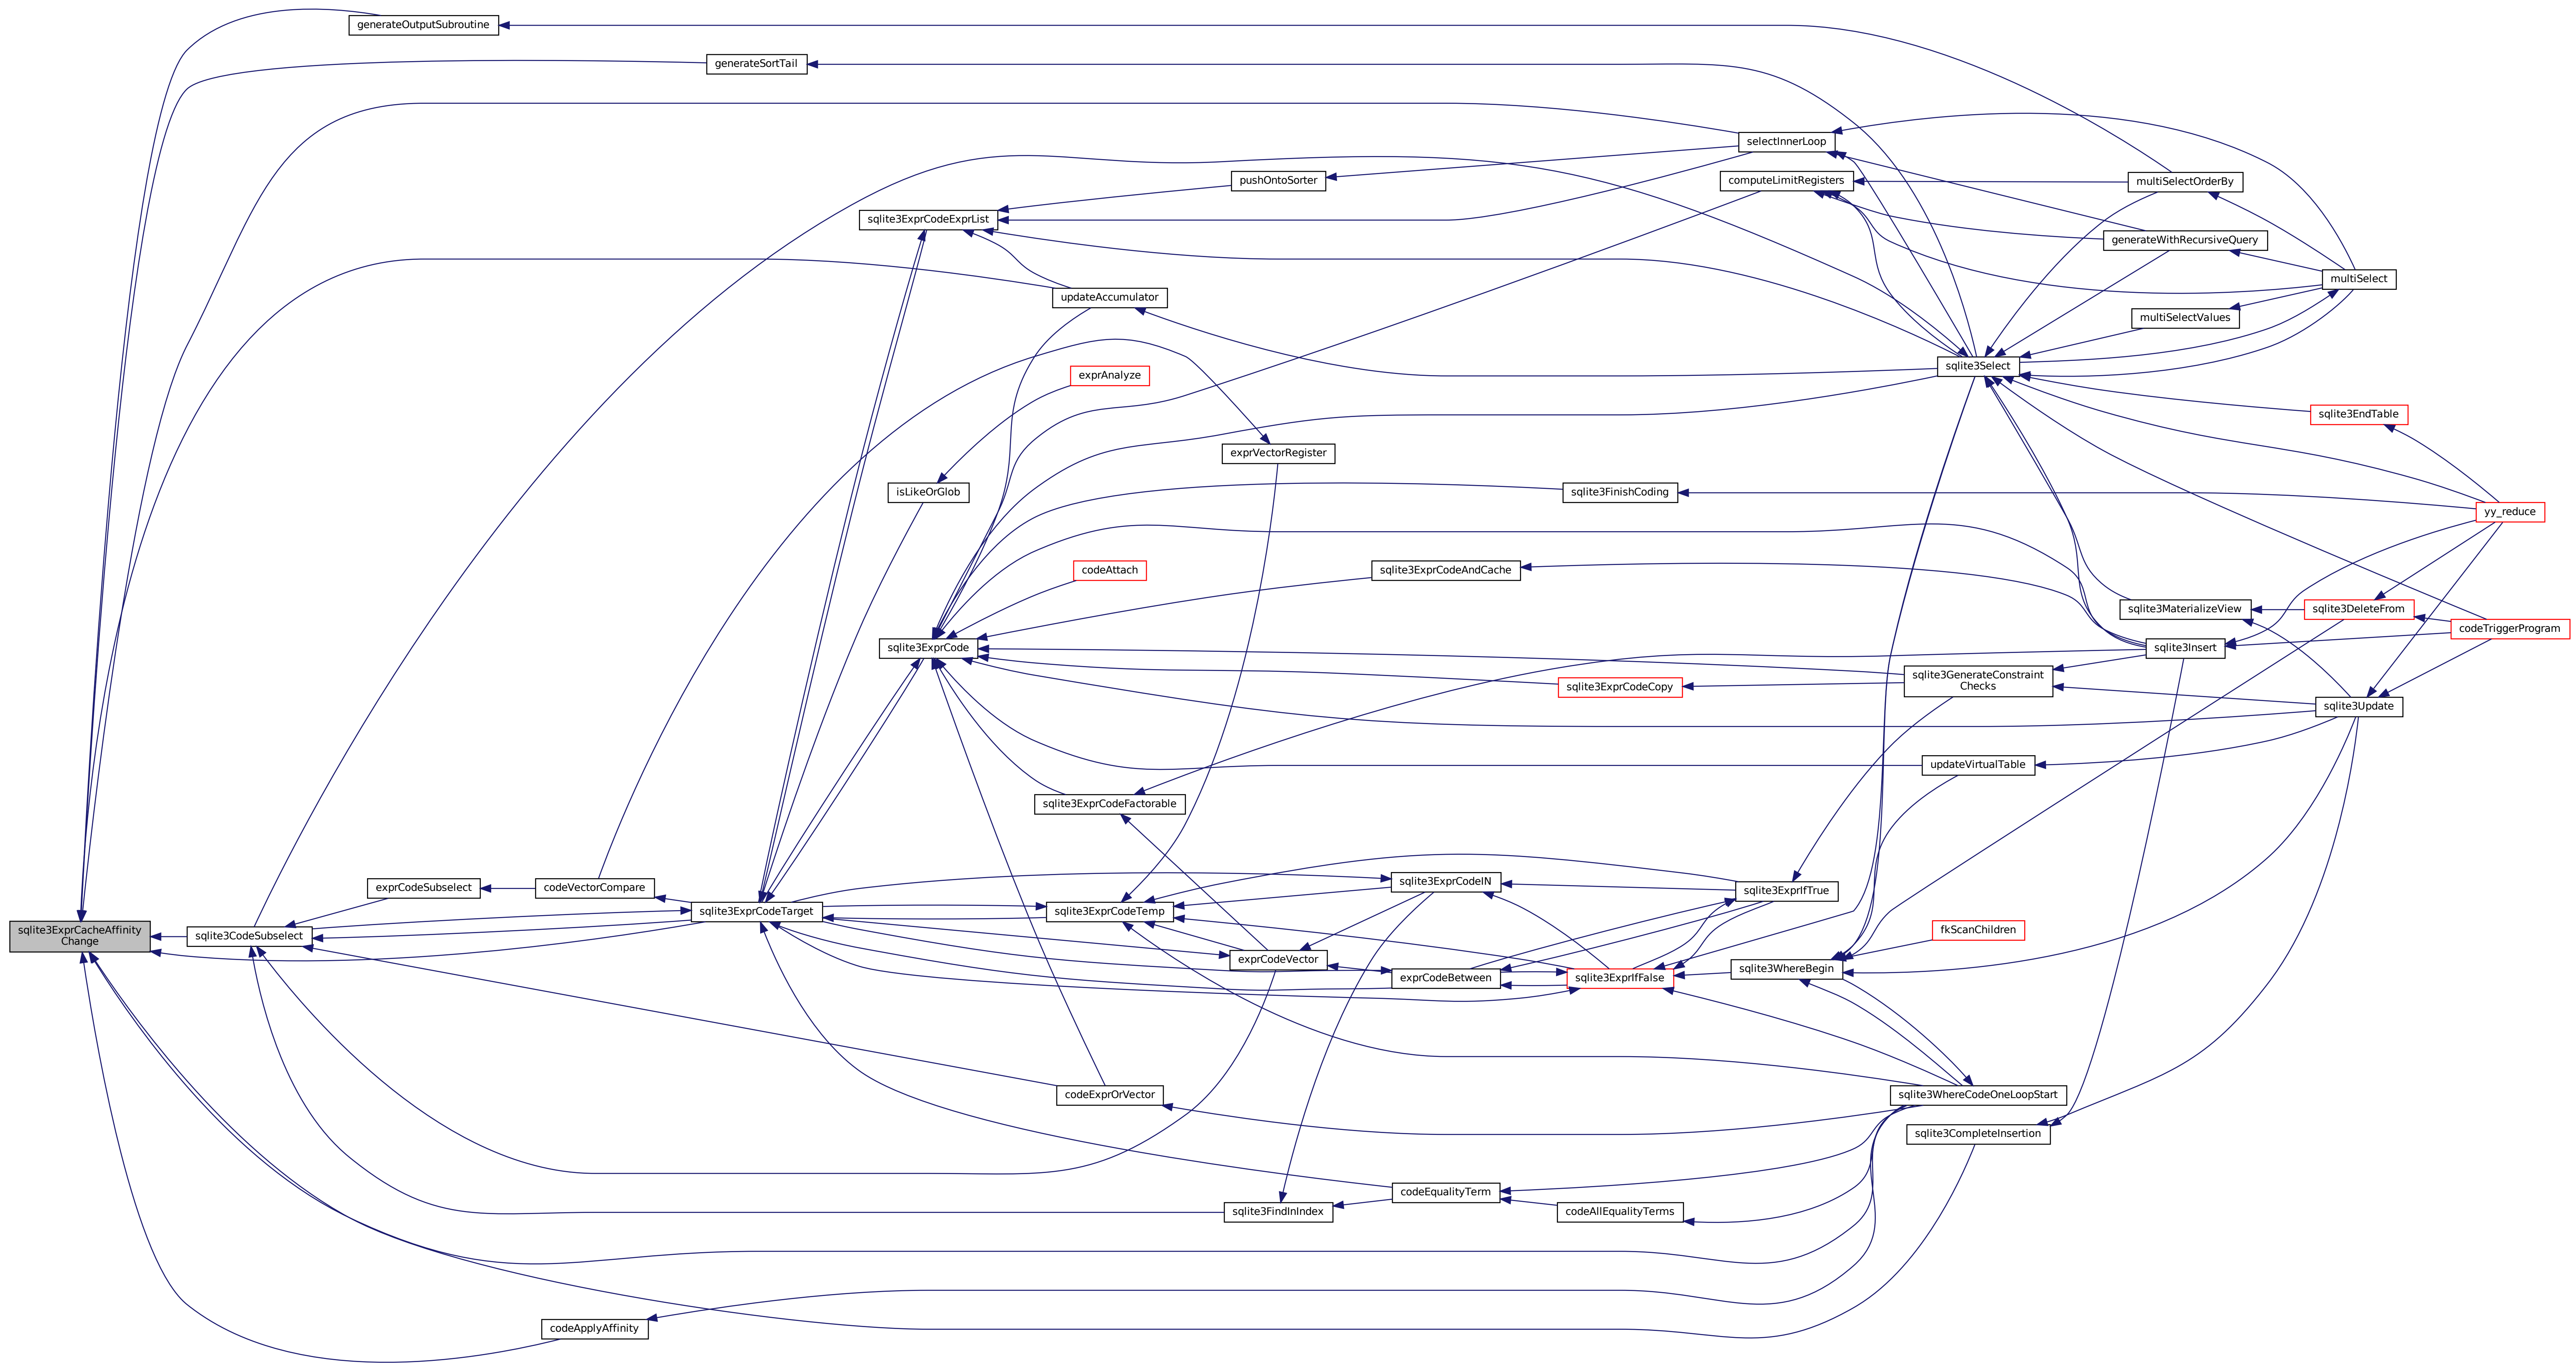 generateOutputSubroutine
generateSortTail
selectInnerLoop
pushOntoSorter
computeLimitRegisters
multiSelectOrderBy
sqlite3ExprCodeExprList
generateWithRecursiveQuery
multiSelect
updateAccumulator
multiSelectValues
sqlite3Select
exprAnalyze
sqlite3EndTable
exprVectorRegister
isLikeOrGlob
sqlite3FinishCoding
yy_reduce
codeAttach
sqlite3ExprCodeAndCache
sqlite3MaterializeView
sqlite3DeleteFrom
codeTriggerProgram
sqlite3ExprCode
sqlite3Insert
sqlite3GenerateConstraint
Checks
sqlite3ExprCodeCopy
sqlite3Update
updateVirtualTable
sqlite3ExprCodeFactorable
exprCodeSubselect
codeVectorCompare
sqlite3ExprCodeIN
sqlite3ExprIfTrue
sqlite3ExprCodeTarget
sqlite3ExprCodeTemp
sqlite3ExprCacheAffinity
Change
sqlite3CodeSubselect
fkScanChildren
exprCodeVector
sqlite3WhereBegin
exprCodeBetween
sqlite3ExprIfFalse
codeExprOrVector
sqlite3WhereCodeOneLoopStart
sqlite3CompleteInsertion
codeEqualityTerm
sqlite3FindInIndex
codeAllEqualityTerms
codeApplyAffinity